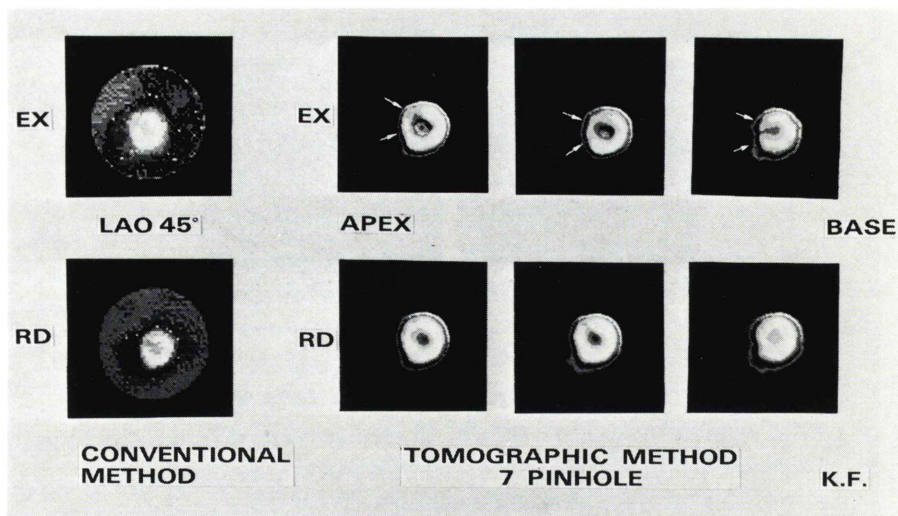 EX
EX
LAO 45°
APEX
BASE
RD
RD
CONVENTIONAL
METHOD
TOMOGRAPHIC METHOD
7 PINHOLE
K.F.